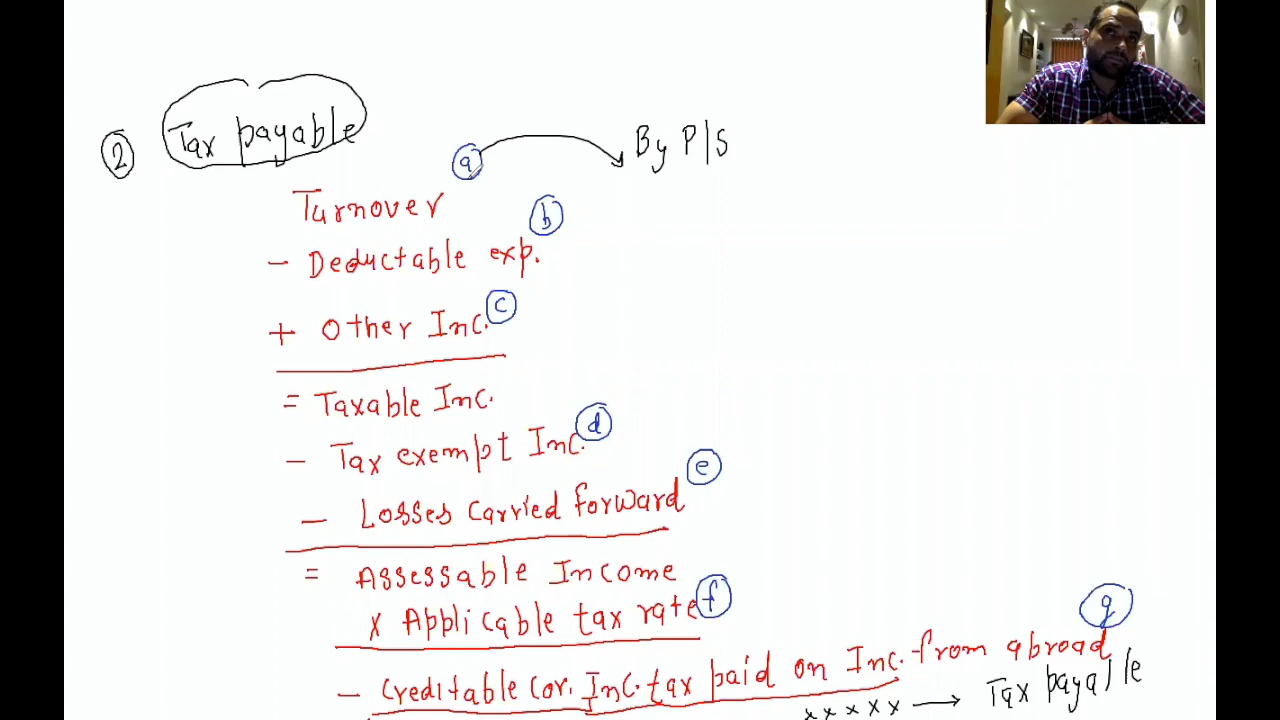 2 Tax payable
a By P|S
Turnover
- Deductable exp. b
+ Other Inc. c
= Taxable Inc.
- Tax exempt Inc. d
- Losses carried forward e
= Assessable Income
x Applicable tax rate f
- Creditable cor. Inc. tax paid on Inc. from abroad g
xxxxx → Tax payable